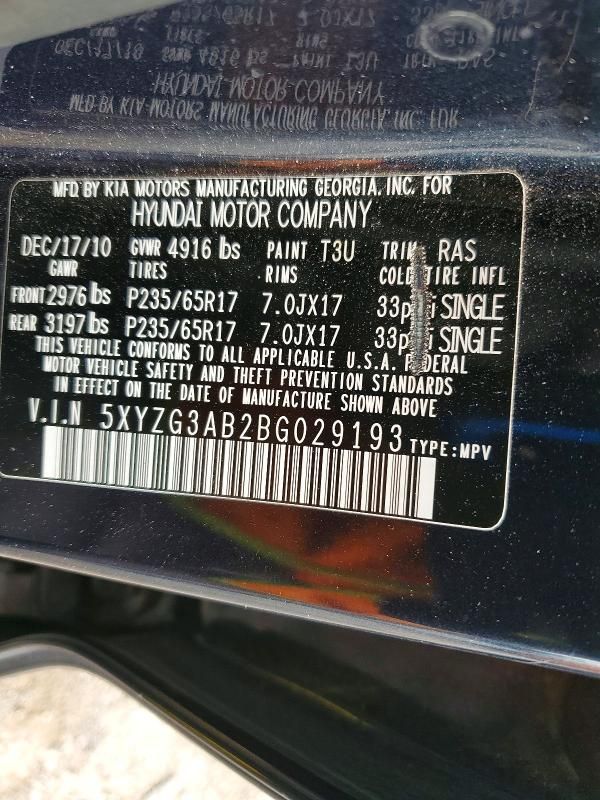 MFD BY KIA MOTORS MANUFACTURING GEORGIA, INC. FOR
HYUNDAI MOTOR COMPANY
DEC/17/10 GVWR 4916 lbs PAINT T3U TRIM RAS
GAWR TIRES RIMS COLD TIRE INFL
FRONT 2976 lbs P235/65R17 7.0JX17 33psi SINGLE
REAR 3197 lbs P235/65R17 7.0JX17 33psi SINGLE
THIS VEHICLE CONFORMS TO ALL APPLICABLE U.S.A. FEDERAL
MOTOR VEHICLE SAFETY AND THEFT PREVENTION STANDARDS
IN EFFECT ON THE DATE OF MANUFACTURE SHOWN ABOVE
V.I.N 5XYZG3AB2BG029193 TYPE:MPV